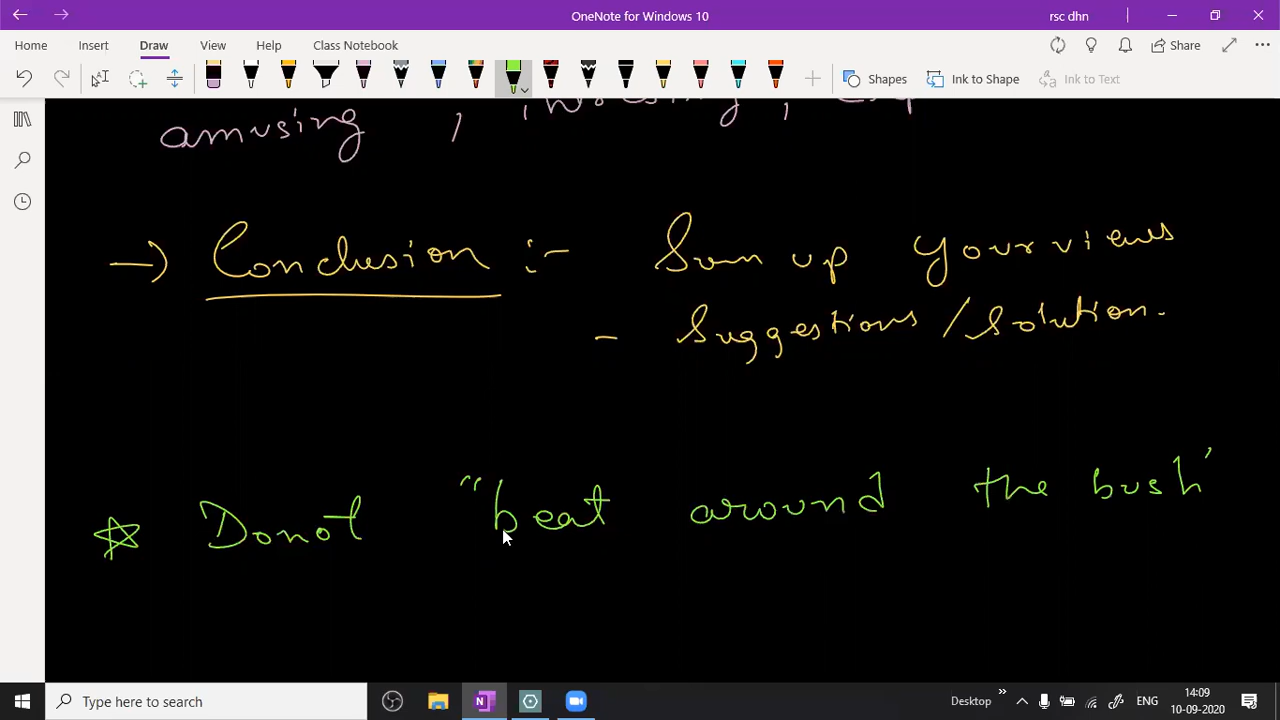 OneNote for Windows 10
rsc dhn
Home Insert Draw View Help Class Notebook
Share
Shapes Ink to Shape Ink to Text
amusing ,
→ Conclusion :- Sum up your views
- Suggestions/Solution.
☆ Donot "beat around the bush"
Type here to search
Desktop
ENG
14:09
10-09-2020